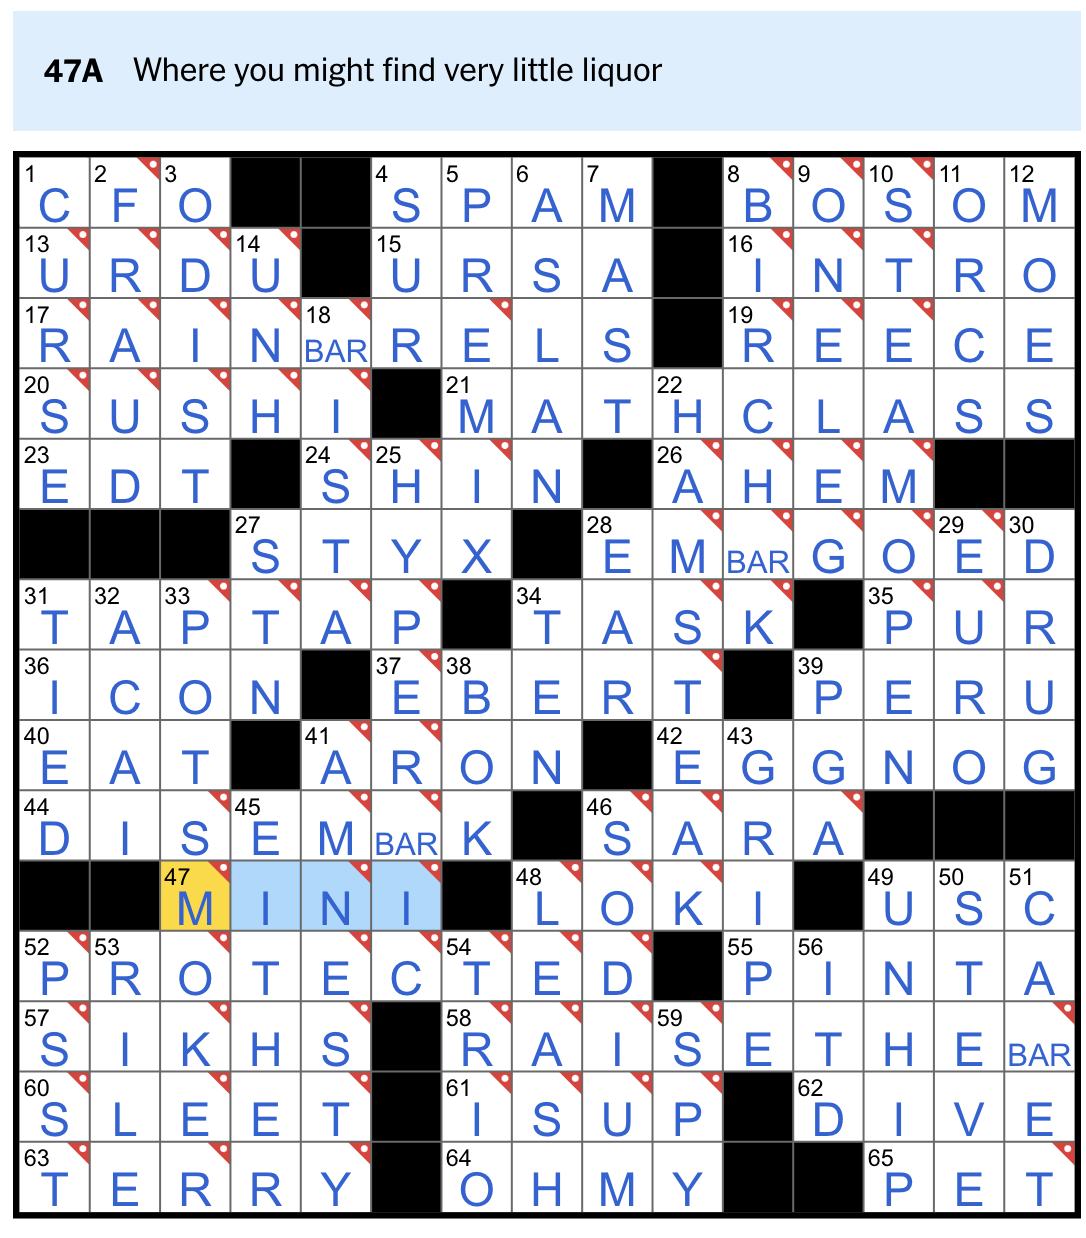 47A Where you might find very little liquor
1 2 3 4 5 6 7 8 9 10 11 12
C F O S P A M B O S O M
13 14 15 16
U R D U U R S A I N T R O
17 18 19
R A I N BAR R E L S R E E C E
20 21 22
S U S H I M A T H C L A S S
23 24 25 26
E D T S H I N A H E M
27 28 29 30
S T Y X E M BAR G O E D
31 32 33 34 35
T A P T A P T A S K P U R
36 37 38 39
I C O N E B E R T P E R U
40 41 42 43
E A T A R O N E G G N O G
44 45 46
D I S E M BAR K S A R A
47 48 49 50 51
M I N I L O K I U S C
52 53 54 55 56
P R O T E C T E D P I N T A
57 58 59
S I K H S R A I S E T H E BAR
60 61 62
S L E E T I S U P D I V E
63 64 65
T E R R Y O H M Y P E T